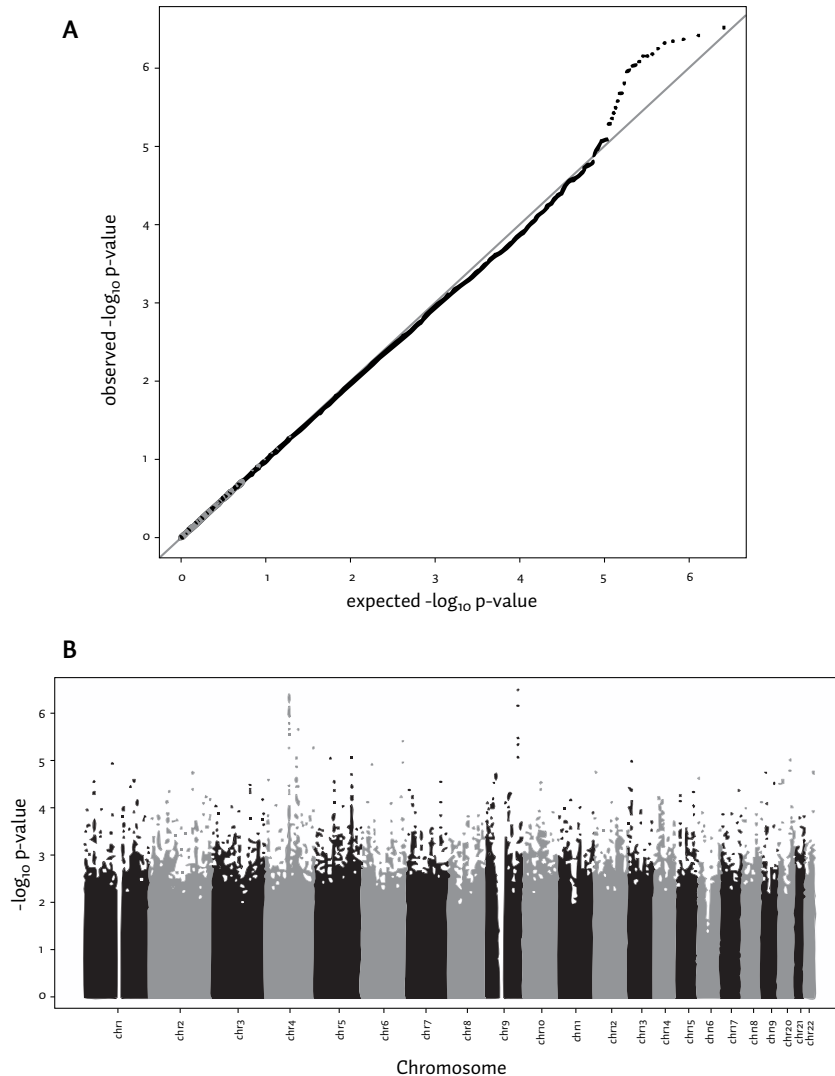 A
6
5
4
3
2
1
0
observed -log10 p-value
0 1 2 3 4 5 6
expected -log10 p-value
B
6
5
4
3
2
1
0
-log10 p-value
chr1 chr2 chr3 chr4 chr5 chr6 chr7 chr8 chr9 chr10 chr11 chr12 chr13 chr14 chr15 chr16 chr17 chr18 chr19 chr20 chr21 chr22
Chromosome